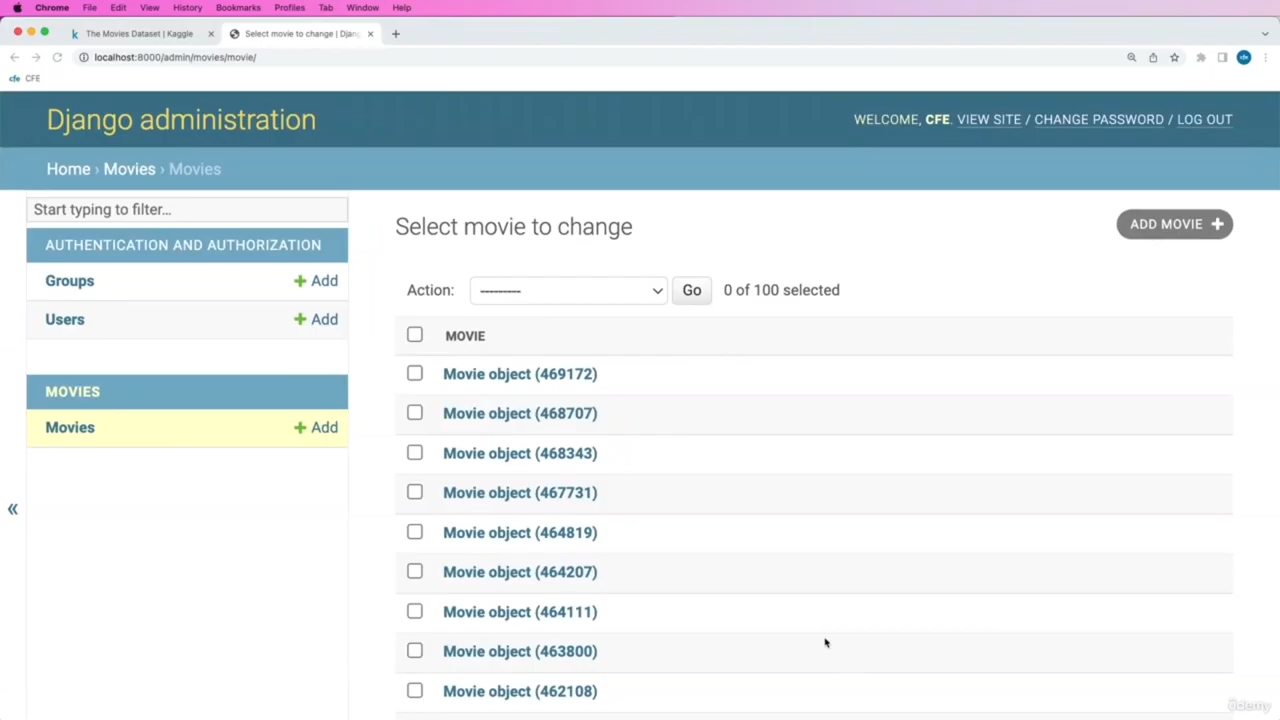 Chrome File Edit View History Bookmarks Profiles Tab Window Help
The Movies Dataset | Kaggle
Select movie to change | Djan
localhost:8000/admin/movies/movie/
cfe CFE
Django administration
WELCOME, CFE. VIEW SITE / CHANGE PASSWORD / LOG OUT
Home › Movies › Movies
Start typing to filter...
AUTHENTICATION AND AUTHORIZATION
Groups + Add
Users + Add
MOVIES
Movies + Add
«
Select movie to change
ADD MOVIE +
Action: --------- Go 0 of 100 selected
MOVIE
Movie object (469172)
Movie object (468707)
Movie object (468343)
Movie object (467731)
Movie object (464819)
Movie object (464207)
Movie object (464111)
Movie object (463800)
Movie object (462108)
udemy